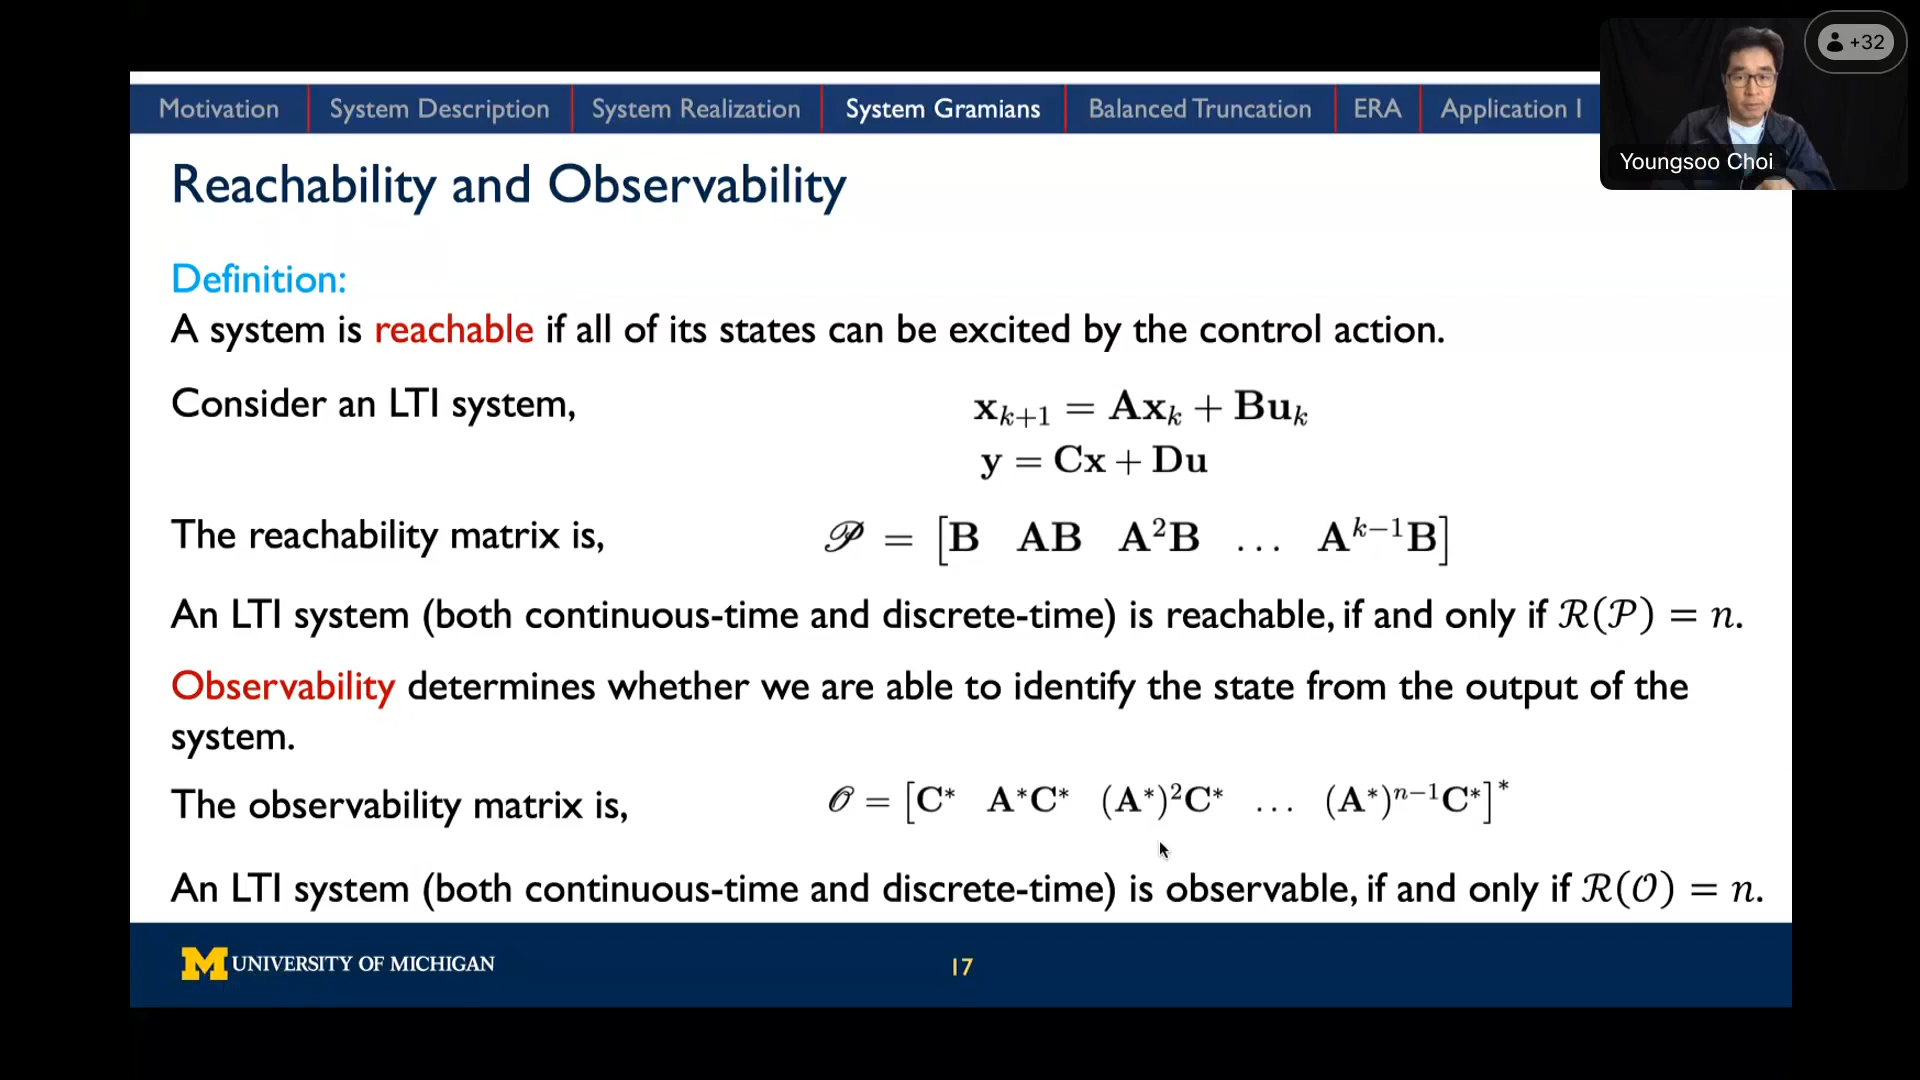 +32
Youngsoo Choi
Motivation System Description System Realization System Gramians Balanced Truncation ERA Application I
Reachability and Observability
Definition:
A system is reachable if all of its states can be excited by the control action.
Consider an LTI system, 𝐱ₖ₊₁ = 𝐀𝐱ₖ + 𝐁𝐮ₖ
𝐲 = 𝐂𝐱 + 𝐃𝐮
The reachability matrix is, 𝒫 = [𝐁 𝐀𝐁 𝐀²𝐁 … 𝐀ᵏ⁻¹𝐁]
An LTI system (both continuous-time and discrete-time) is reachable, if and only if ℛ(𝒫) = n.
Observability determines whether we are able to identify the state from the output of the
system.
The observability matrix is, 𝒪 = [𝐂* 𝐀*𝐂* (𝐀*)²𝐂* … (𝐀*)ⁿ⁻¹𝐂*]*
An LTI system (both continuous-time and discrete-time) is observable, if and only if ℛ(𝒪) = n.
M UNIVERSITY OF MICHIGAN 17